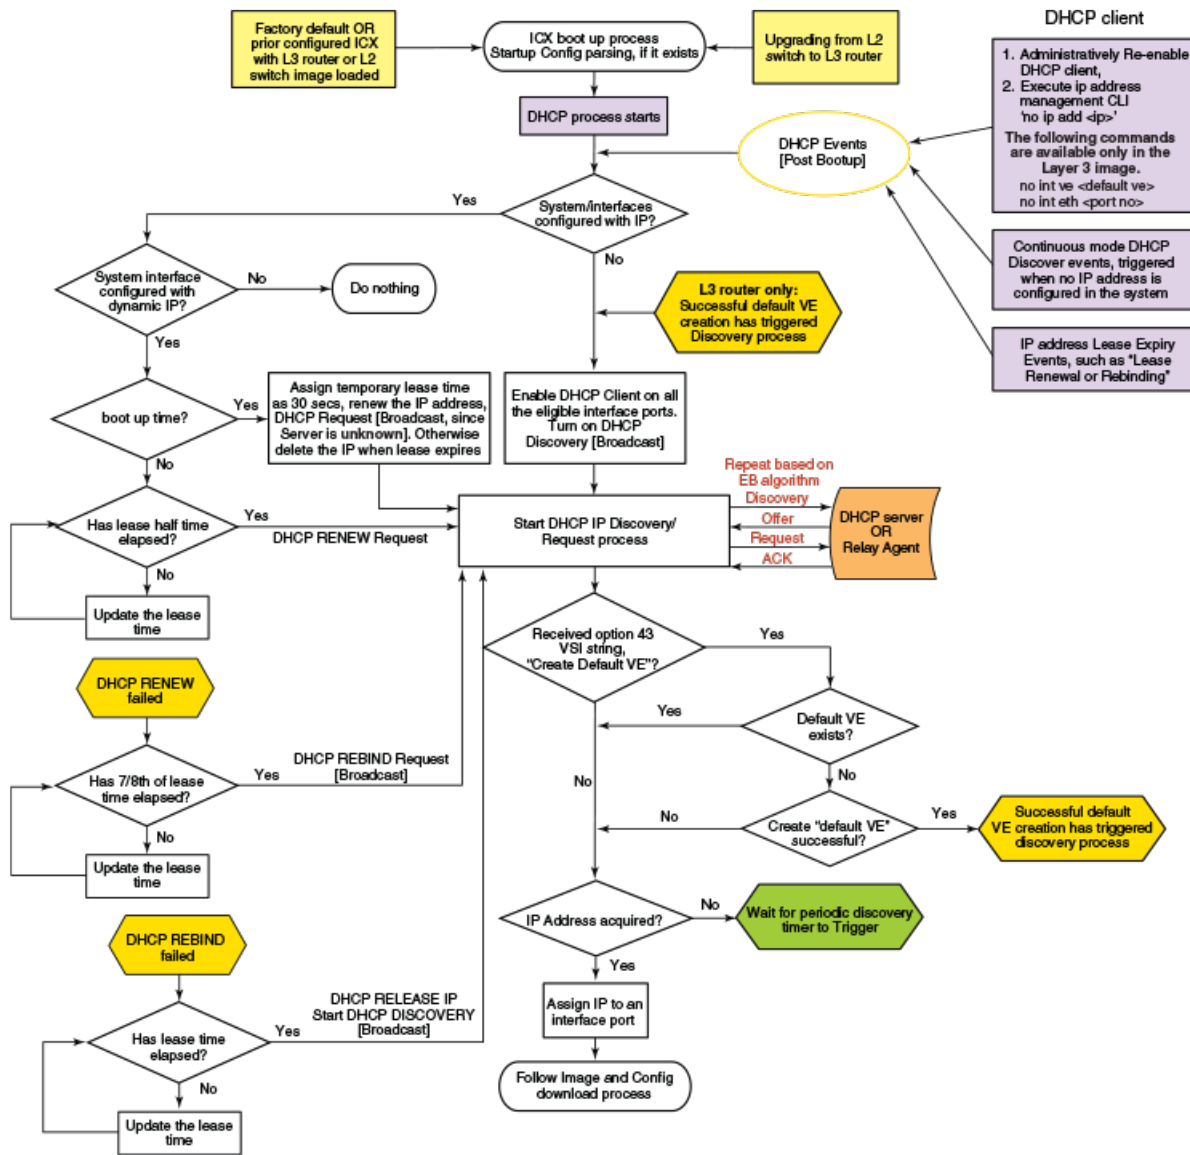 DHCP client
Factory default OR
prior configured ICX
with L3 router or L2
switch image loaded
ICX boot up process
Startup Config parsing, if it exists
Upgrading from L2
switch to L3 router
1. Administratively Re-enable
DHCP client,
2. Execute ip address
management CLI
'no ip add <ip>'
The following commands
are available only in the
Layer 3 image.
no int ve <default ve>
no int eth <port no>
DHCP process starts
DHCP Events
[Post Bootup]
Yes
System/interfaces
configured with IP?
No
Continuous mode DHCP
Discover events, triggered
when no IP address is
configured in the system
System interface
configured with
dynamic IP?
No
Do nothing
Yes
L3 router only:
Successful default VE
creation has triggered
Discovery process
IP address Lease Expiry
Events, such as "Lease
Renewal or Rebinding"
boot up time?
Yes
Assign temporary lease time
as 30 secs, renew the IP address,
DHCP Request [Broadcast, since
Server is unknown]. Otherwise
delete the IP when lease expires
Enable DHCP Client on all
the eligible interface ports.
Turn on DHCP
Discovery [Broadcast]
No
Repeat based on
EB algorithm
Discovery
Offer
Request
ACK
DHCP server
OR
Relay Agent
Has lease half time
elapsed?
Yes
DHCP RENEW Request
Start DHCP IP Discovery/
Request process
No
Update the lease
time
Received option 43
VSI string,
"Create Default VE"?
Yes
DHCP RENEW
failed
Yes
Default VE
exists?
Has 7/8th of lease
time elapsed?
Yes
DHCP REBIND Request
[Broadcast]
No
No
No
Update the lease
time
No
Create "default VE"
successful?
Yes
Successful default
VE creation has triggered
discovery process
DHCP REBIND
failed
IP Address acquired?
No
Wait for periodic discovery
timer to Trigger
Yes
Has lease time
elapsed?
Yes
DHCP RELEASE IP
Start DHCP DISCOVERY
[Broadcast]
Assign IP to an
interface port
No
Update the lease
time
Follow Image and Config
download process